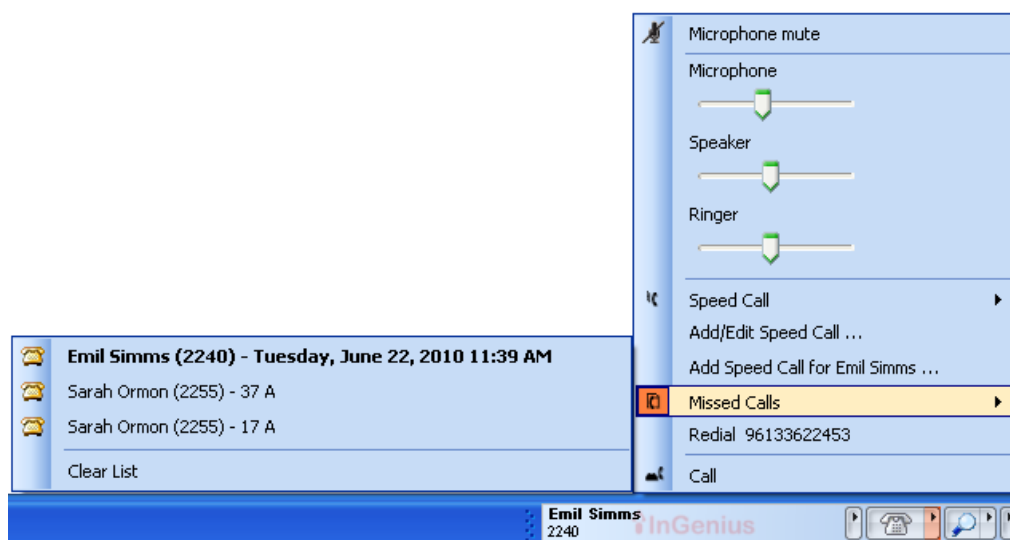 Microphone mute
Microphone
Speaker
Ringer
Speed Call
Add/Edit Speed Call ...
Add Speed Call for Emil Simms ...
Missed Calls
Redial 96133622453
Call
Emil Simms (2240) - Tuesday, June 22, 2010 11:39 AM
Sarah Ormon (2255) - 37 A
Sarah Ormon (2255) - 17 A
Clear List
Emil Simms
2240
InGenius